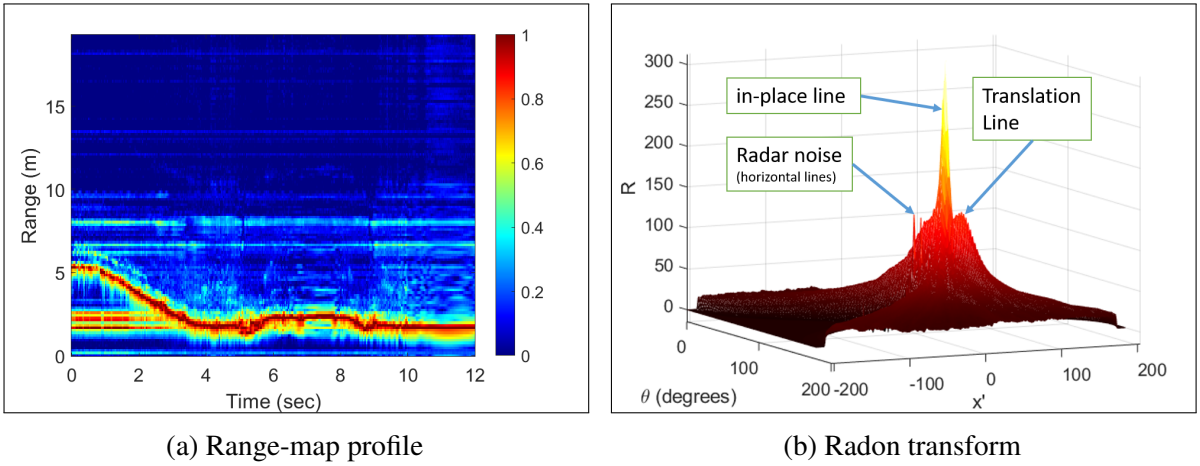 1
0.8
0.6
0.4
0.2
0
15
10
5
0
Range (m)
0 2 4 6 8 10 12
Time (sec)
(a) Range-map profile
300
250
200
150
100
50
0
R
in-place line
Translation
Line
Radar noise
(horizontal lines)
0
100
200
θ (degrees)
-200
-100
0
100
200
x'
(b) Radon transform